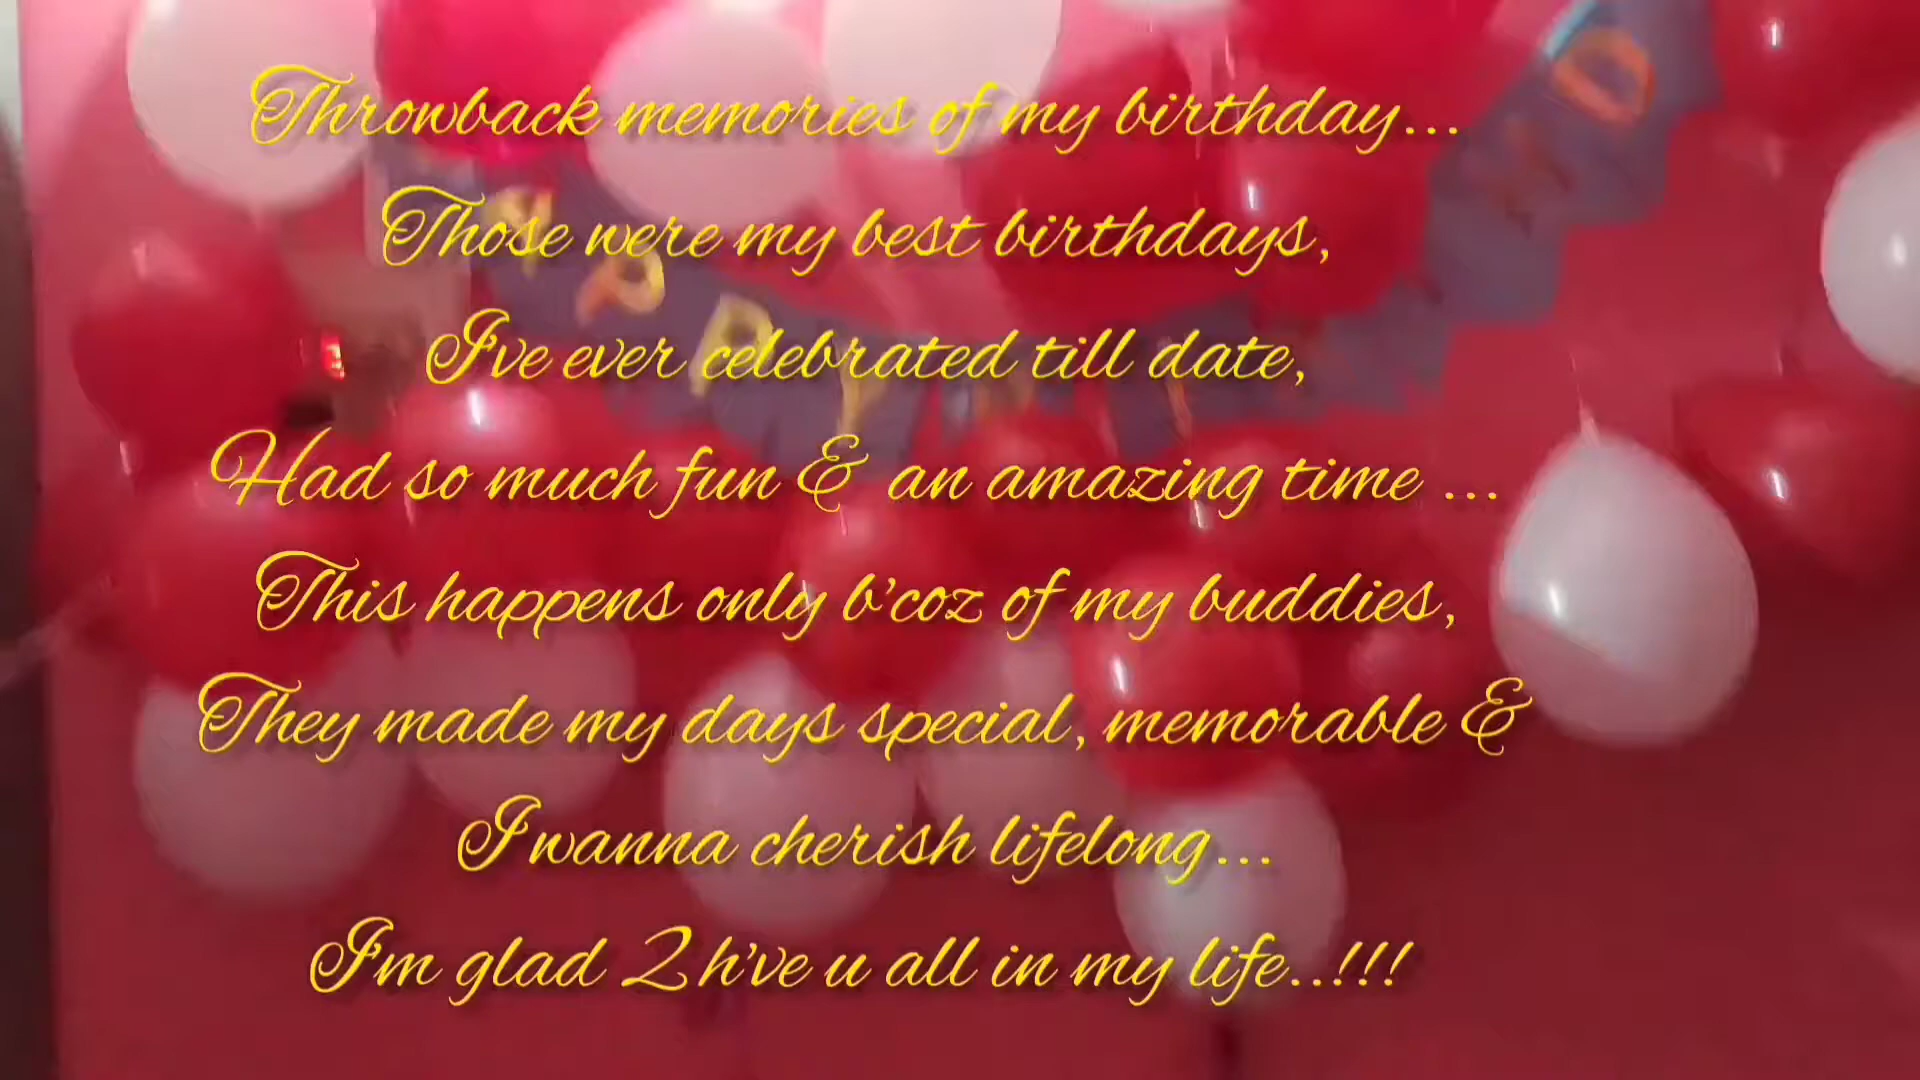 Throwback memories of my birthday...
Those were my best birthdays,
I've ever celebrated till date,
Had so much fun & an amazing time ...
This happens only b'coz of my buddies,
They made my days special, memorable &
I wanna cherish lifelong...
I'm glad 2 h've u all in my life..!!!